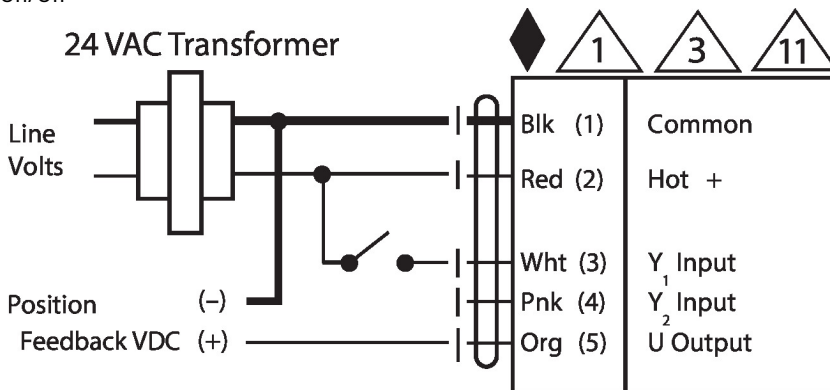 24 VAC Transformer
1
3
11
Line
Volts
Blk (1) Common
Red (2) Hot +
Wht (3) Y1 Input
Pnk (4) Y2 Input
Position (–)
Feedback VDC (+)
Org (5) U Output